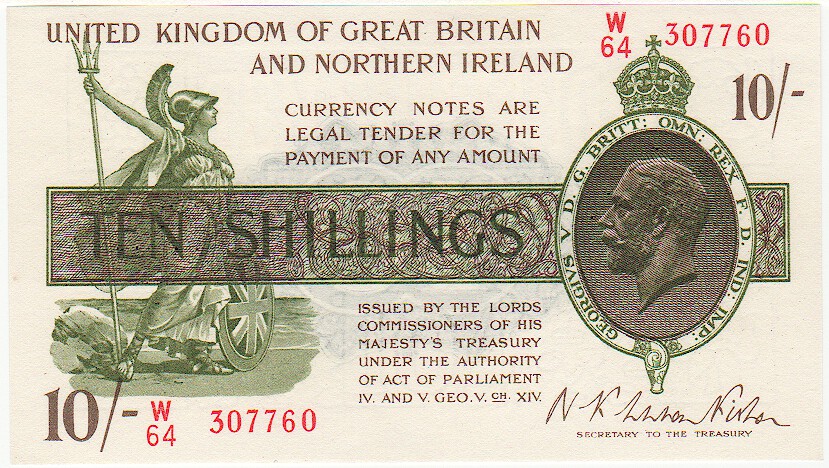 UNITED KINGDOM OF GREAT BRITAIN
AND NORTHERN IRELAND
W
64 307760
10/-
CURRENCY NOTES ARE
LEGAL TENDER FOR THE
PAYMENT OF ANY AMOUNT
TEN SHILLINGS
GEORGIVS V D. G. BRITT: OMN: REX F. D. IND: IMP:
ISSUED BY THE LORDS
COMMISSIONERS OF HIS
MAJESTY'S TREASURY
UNDER THE AUTHORITY
OF ACT OF PARLIAMENT
IV. AND V. GEO. V. CH. XIV.
10/-
W
64 307760
SECRETARY TO THE TREASURY